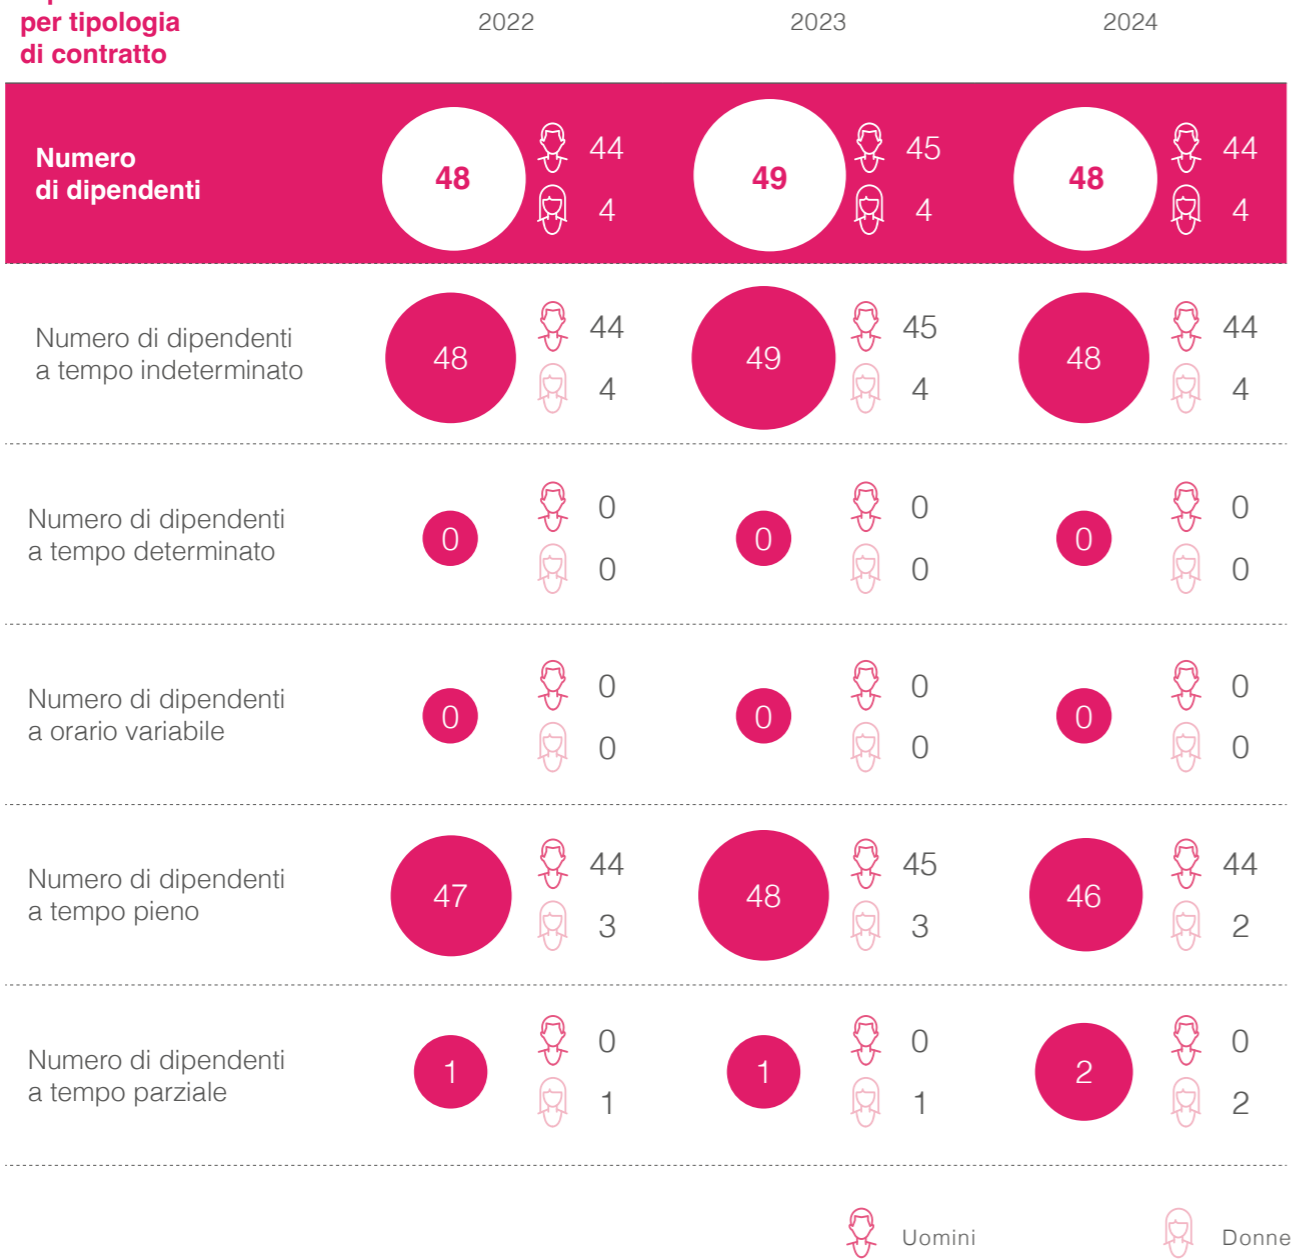 per tipologia
di contratto
2022 2023 2024
Numero
di dipendenti
48 44 4 49 45 4 48 44 4
Numero di dipendenti
a tempo indeterminato
48 44 4 49 45 4 48 44 4
Numero di dipendenti
a tempo determinato
0 0 0 0 0 0 0 0 0
Numero di dipendenti
a orario variabile
0 0 0 0 0 0 0 0 0
Numero di dipendenti
a tempo pieno
47 44 3 48 45 3 46 44 2
Numero di dipendenti
a tempo parziale
1 0 1 1 0 1 2 0 2
Uomini Donne